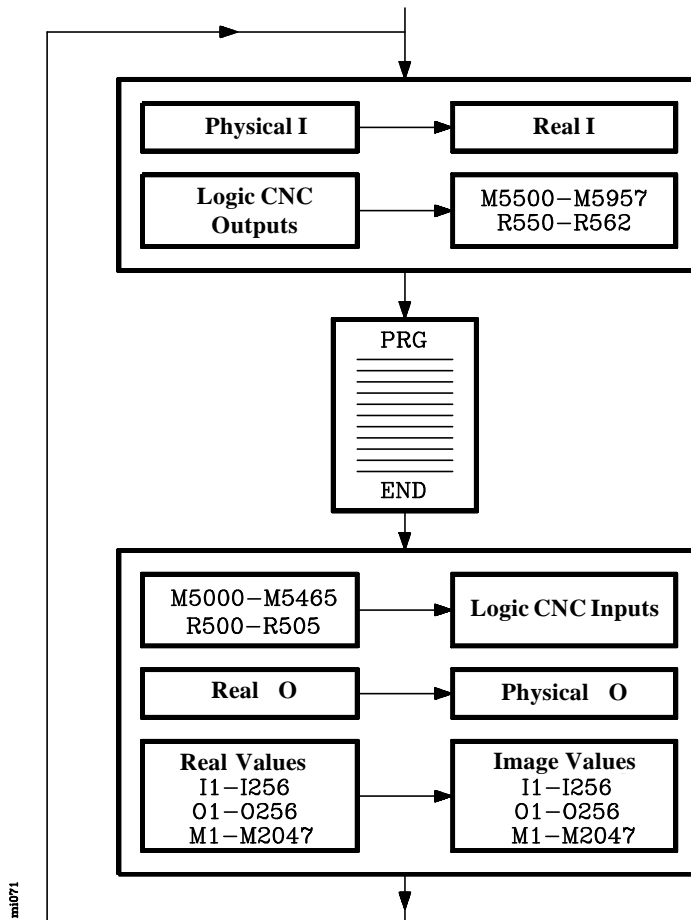 Physical I
Real I
Logic CNC
Outputs
M5500-M5957
R550-R562
PRG
END
M5000-M5465
R500-R505
Logic CNC Inputs
Real O
Physical O
Real Values
I1-I256
O1-O256
M1-M2047
Image Values
I1-I256
O1-O256
M1-M2047
mi071